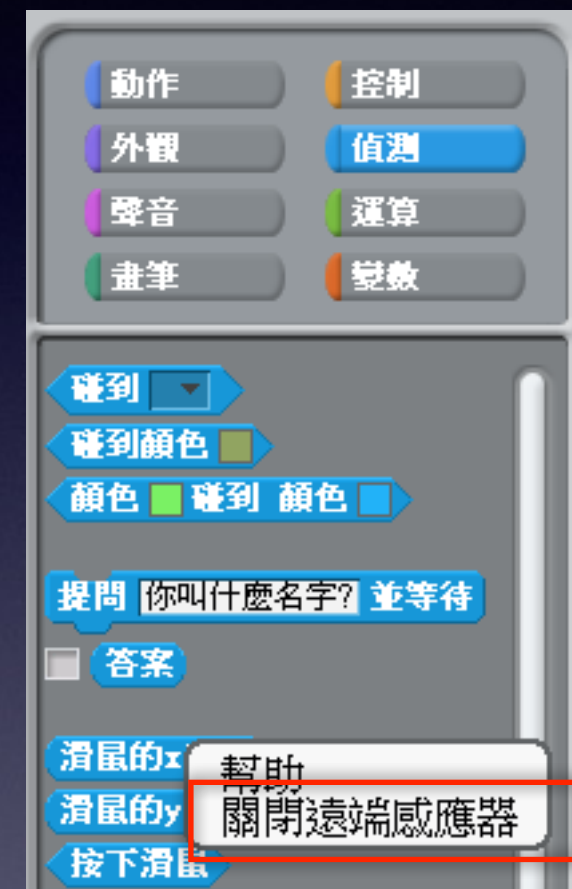 動作 控制
外觀 偵測
聲音 運算
畫筆 變數
碰到
碰到顏色
顏色 碰到 顏色
提問 你叫什麼名字? 並等待
答案
滑鼠的x
幫助
滑鼠的y
關閉遠端感應器
按下滑鼠